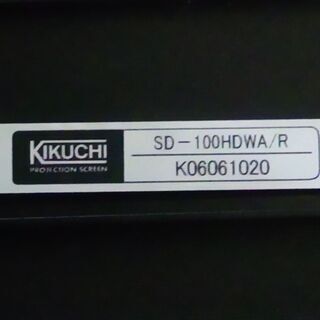 KIKUCHI
PROJECTION SCREEN
SD-100HDWA/R
K06061020